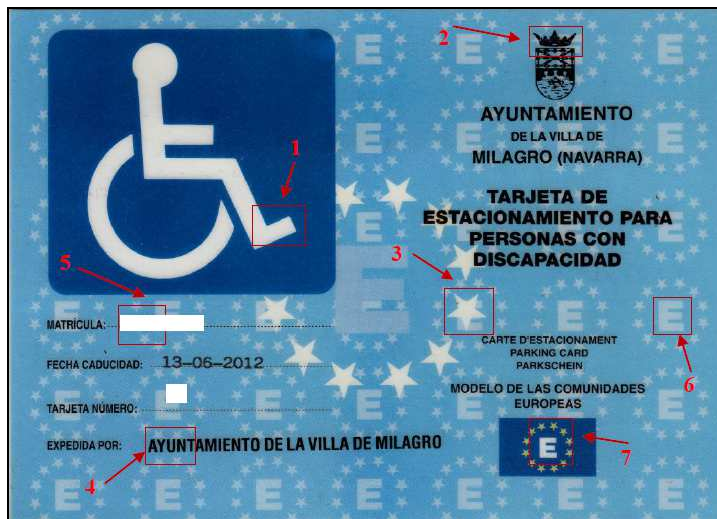 2
AYUNTAMIENTO
DE LA VILLA DE
MILAGRO (NAVARRA)
1
TARJETA DE
ESTACIONAMIENTO PARA
PERSONAS CON
DISCAPACIDAD
3
5
E
MATRÍCULA:
CARTE D'ESTACIONAMENT
PARKING CARD
PARKSCHEIN
6
FECHA CADUCIDAD: 13-06-2012
MODELO DE LAS COMUNIDADES
EUROPEAS
TARJETA NÚMERO:
E
7
EXPEDIDA POR: AYUNTAMIENTO DE LA VILLA DE MILAGRO
4